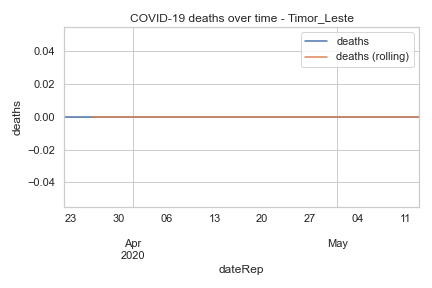 COVID-19 deaths over time - Timor_Leste
deaths
deaths (rolling)
0.04
0.02
0.00
−0.02
−0.04
deaths
23 30 06 13 20 27 04 11
Apr May
2020
dateRep